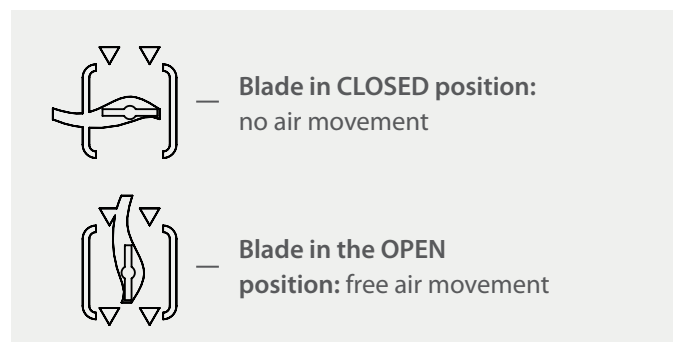 Blade in CLOSED position:
no air movement
Blade in the OPEN
position: free air movement